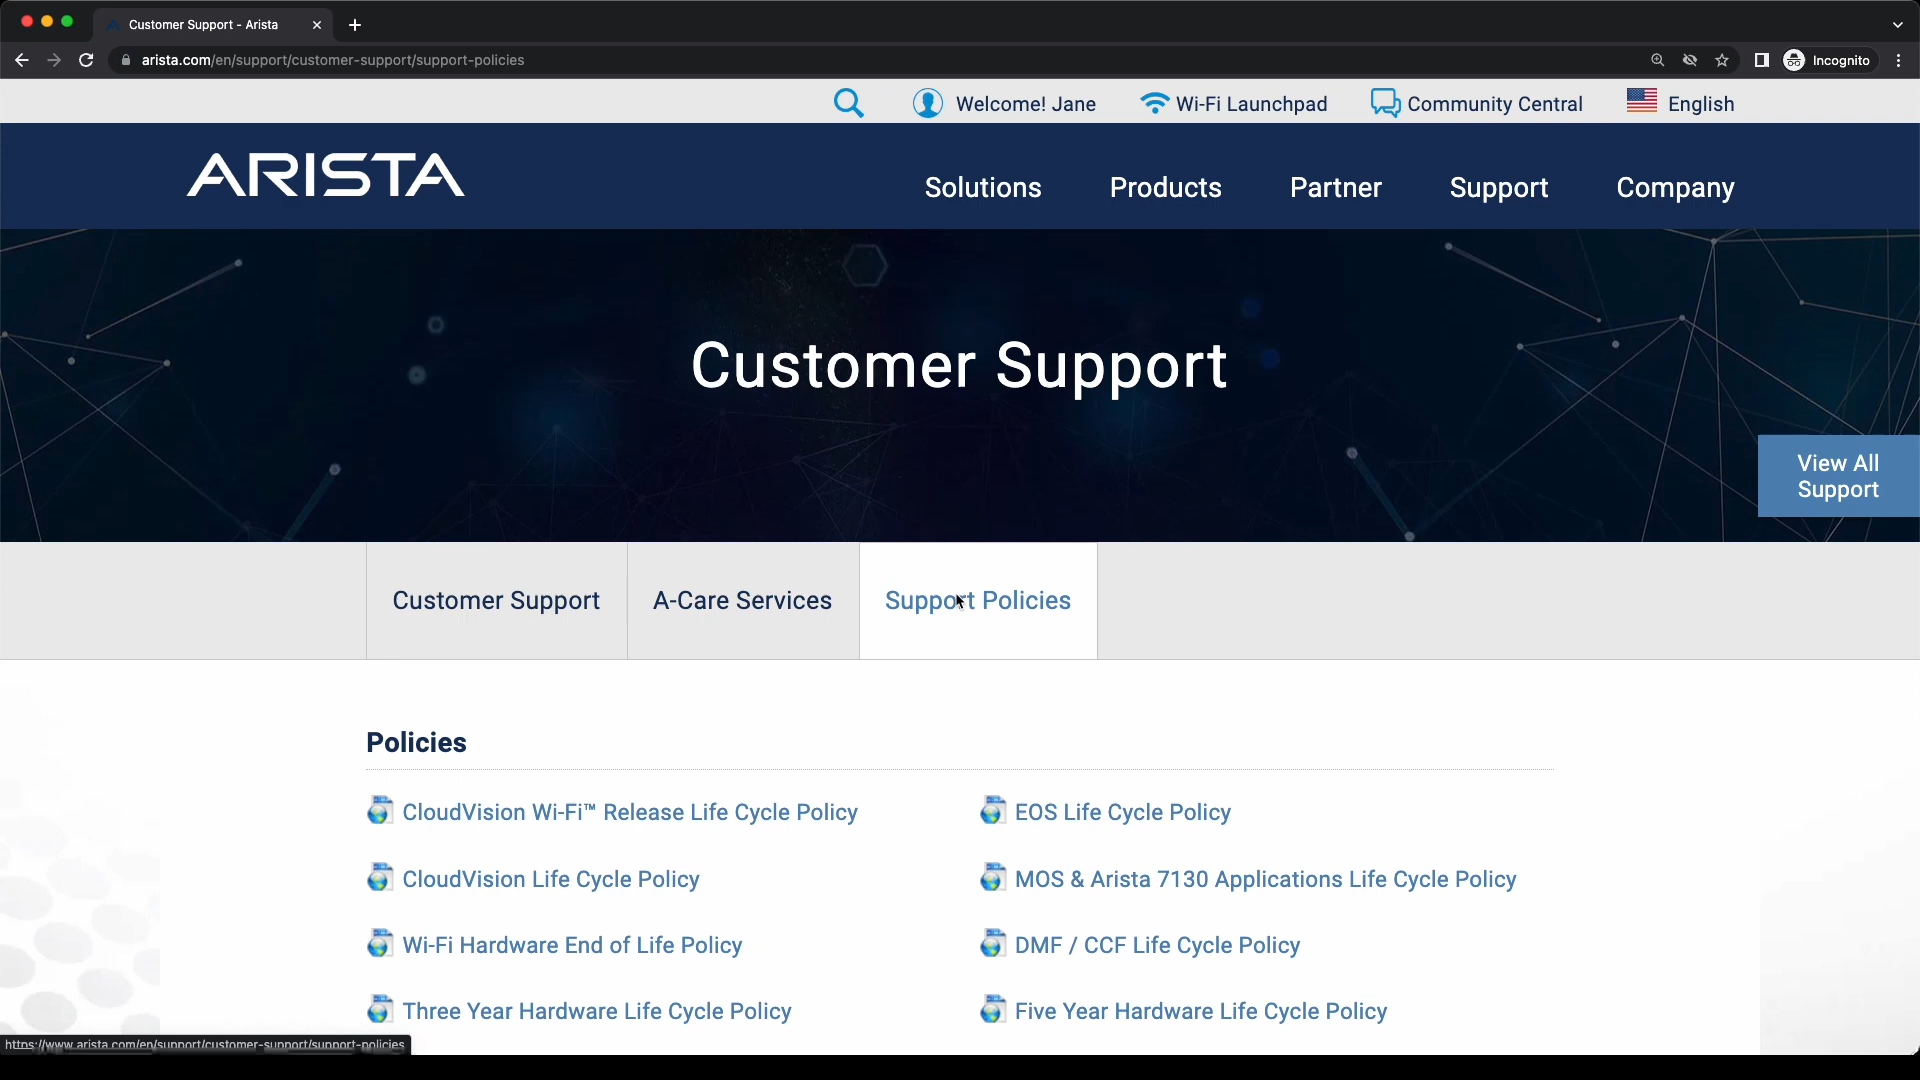 Customer Support - Arista
arista.com/en/support/customer-support/support-policies
Incognito
Welcome! Jane
Wi-Fi Launchpad
Community Central
English
ARISTA
Solutions
Products
Partner
Support
Company
Customer Support
View All
Support
Customer Support
A-Care Services
Support Policies
Policies
CloudVision Wi-Fi™ Release Life Cycle Policy
EOS Life Cycle Policy
CloudVision Life Cycle Policy
MOS & Arista 7130 Applications Life Cycle Policy
Wi-Fi Hardware End of Life Policy
DMF / CCF Life Cycle Policy
Three Year Hardware Life Cycle Policy
Five Year Hardware Life Cycle Policy
https://www.arista.com/en/support/customer-support/support-policies